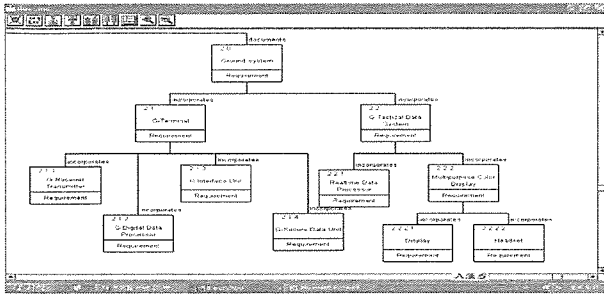 documents
2.0
Ground System
Requirement
incorporates
incorporates
2.1
G-Terminal
Requirement
2.2
G-Tactical Data
System
Requirement
incorporates
incorporates
incorporates
incorporates
2.1.1
Transmitter
Requirement
2.1.3
G-Interface Unit
Requirement
2.2.1
Realtime Data
Processor
Requirement
2.2.2
Multipurpose Color
Display
Requirement
incorporates
incorporates
2.1.2
G-Digital Data
Processor
Requirement
2.1.4
G-Secure Data Unit
Requirement
incorporates
incorporates
2.2.2.1
Display
Requirement
2.2.2.2
Headset
Requirement